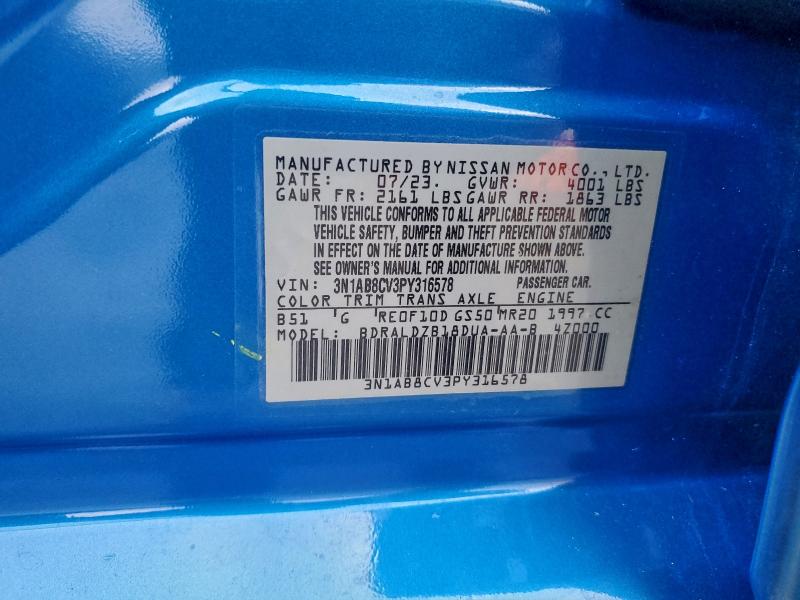 MANUFACTURED BY NISSAN MOTOR CO., LTD.
DATE: 07/23. GVWR: 4001 LBS
GAWR FR: 2161 LBS GAWR RR: 1863 LBS
THIS VEHICLE CONFORMS TO ALL APPLICABLE FEDERAL MOTOR
VEHICLE SAFETY, BUMPER AND THEFT PREVENTION STANDARDS
IN EFFECT ON THE DATE OF MANUFACTURE SHOWN ABOVE.
SEE OWNER'S MANUAL FOR ADDITIONAL INFORMATION.
VIN: 3N1AB8CV3PY316578 PASSENGER CAR.
COLOR TRIM TRANS AXLE ENGINE
B51 'G 'RE0F10D GS50 'MR20 1997 CC
MODEL: BDRALDZB18DUA-AA-B 4Z000
3N1AB8CV3PY316578